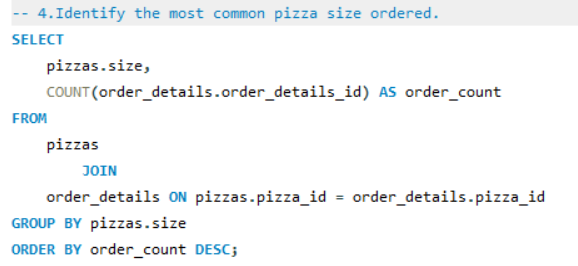 -- 4.Identify the most common pizza size ordered.
SELECT
    pizzas.size,
    COUNT(order_details.order_details_id) AS order_count
FROM
    pizzas
        JOIN
    order_details ON pizzas.pizza_id = order_details.pizza_id
GROUP BY pizzas.size
ORDER BY order_count DESC;